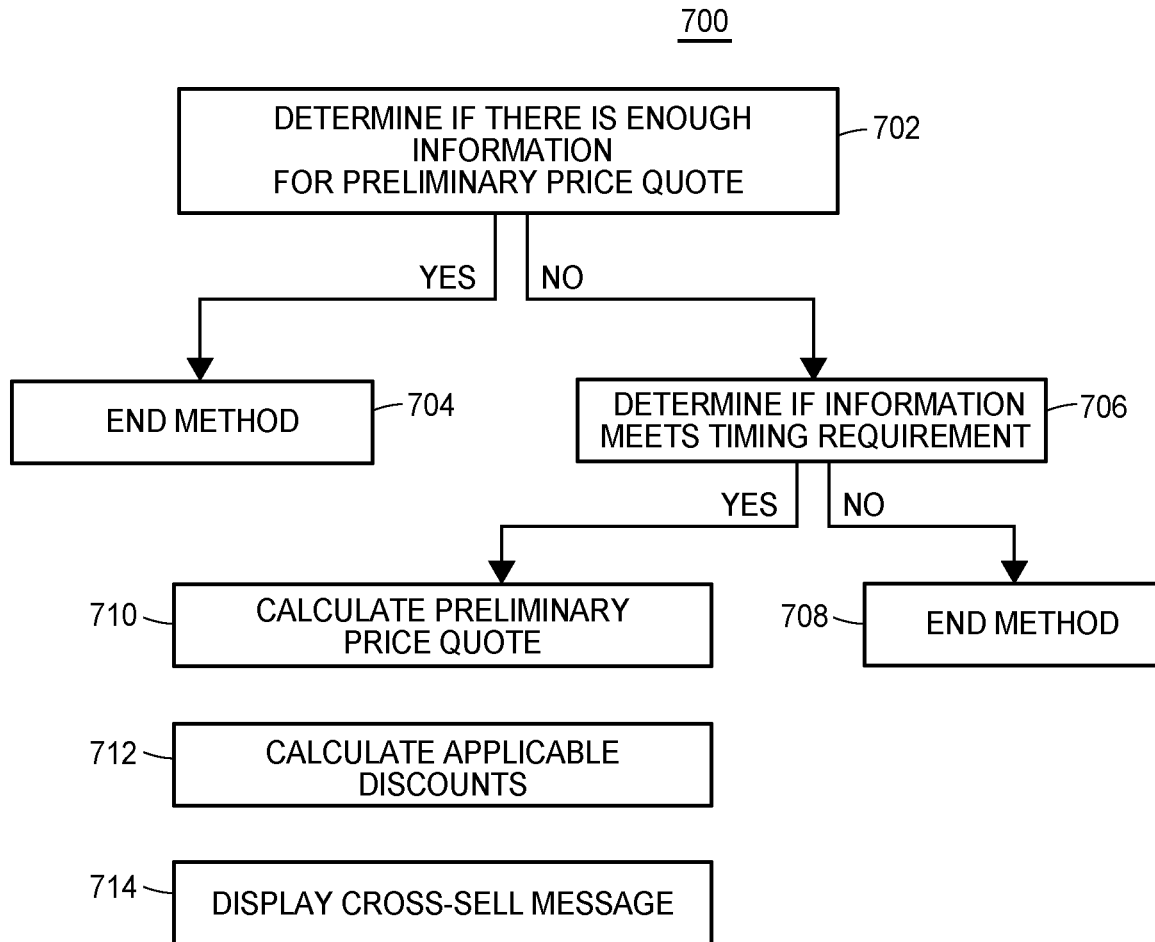 700
DETERMINE IF THERE IS ENOUGH
INFORMATION
FOR PRELIMINARY PRICE QUOTE
702
YES
NO
END METHOD
704
DETERMINE IF INFORMATION
MEETS TIMING REQUIREMENT
706
YES
NO
710
CALCULATE PRELIMINARY
PRICE QUOTE
708
END METHOD
712
CALCULATE APPLICABLE
DISCOUNTS
714
DISPLAY CROSS-SELL MESSAGE